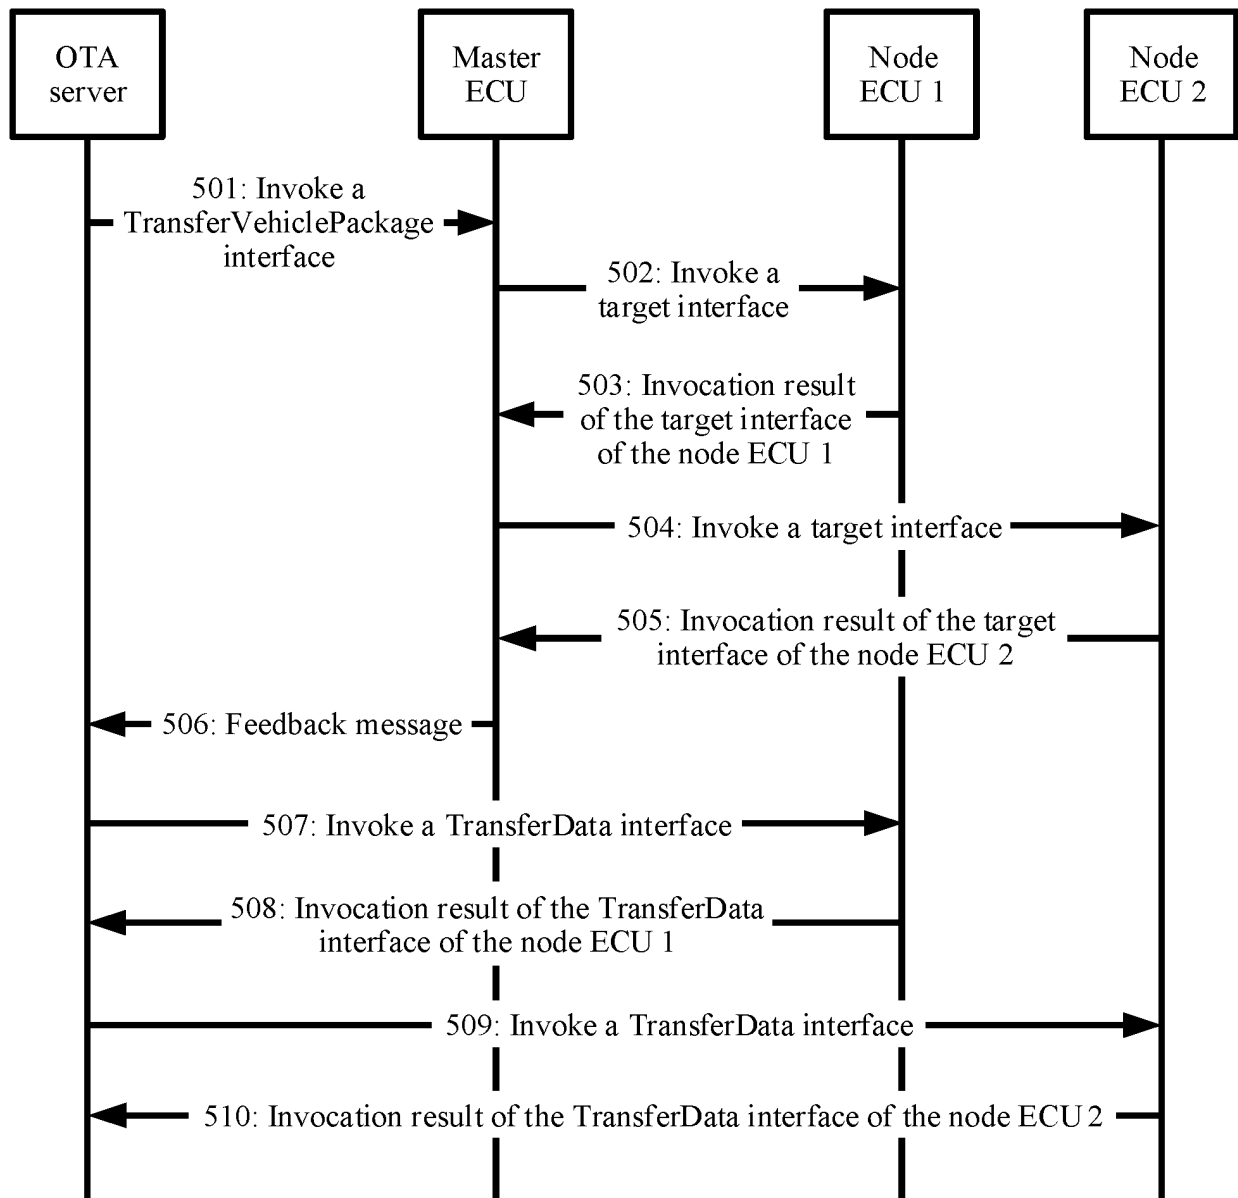 OTA
server
Master
ECU
Node
ECU 1
Node
ECU 2
501: Invoke a
TransferVehiclePackage
interface
502: Invoke a
target interface
503: Invocation result
of the target interface
of the node ECU 1
504: Invoke a target interface
505: Invocation result of the target
interface of the node ECU 2
506: Feedback message
507: Invoke a TransferData interface
508: Invocation result of the TransferData
interface of the node ECU 1
509: Invoke a TransferData interface
510: Invocation result of the TransferData interface of the node ECU 2